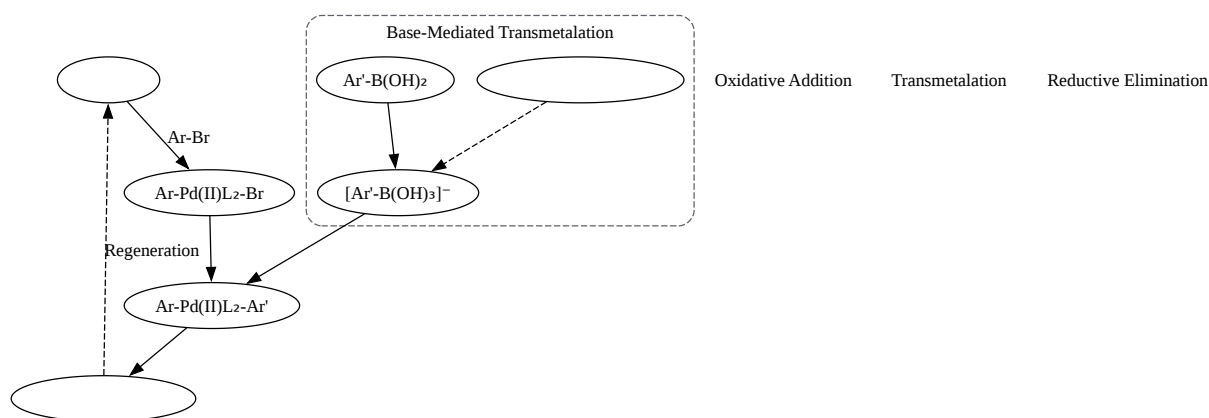 Base-Mediated Transmetalation
Ar'-B(OH)₂
Oxidative Addition
Transmetalation
Reductive Elimination
Ar-Br
Ar-Pd(II)L₂-Br
[Ar'-B(OH)₃]⁻
Regeneration
Ar-Pd(II)L₂-Ar'